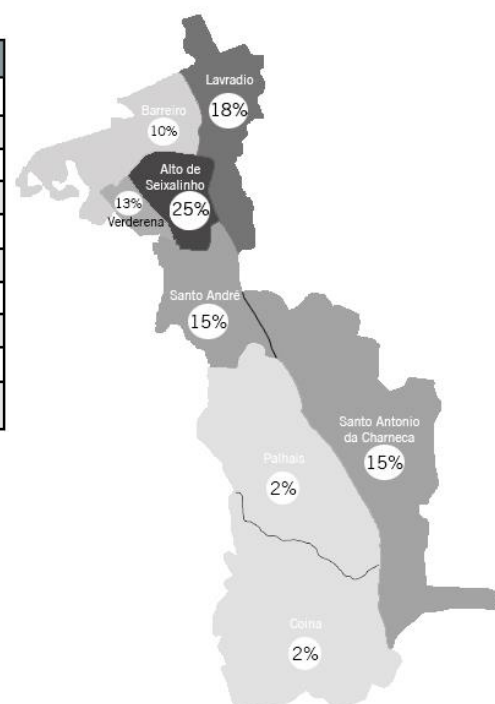 Lavradio
18%
Barreiro
10%
Alto de
Seixalinho
25%
13%
Verderena
Santo André
15%
Santo Antonio
da Charneca
15%
Palhais
2%
Coina
2%